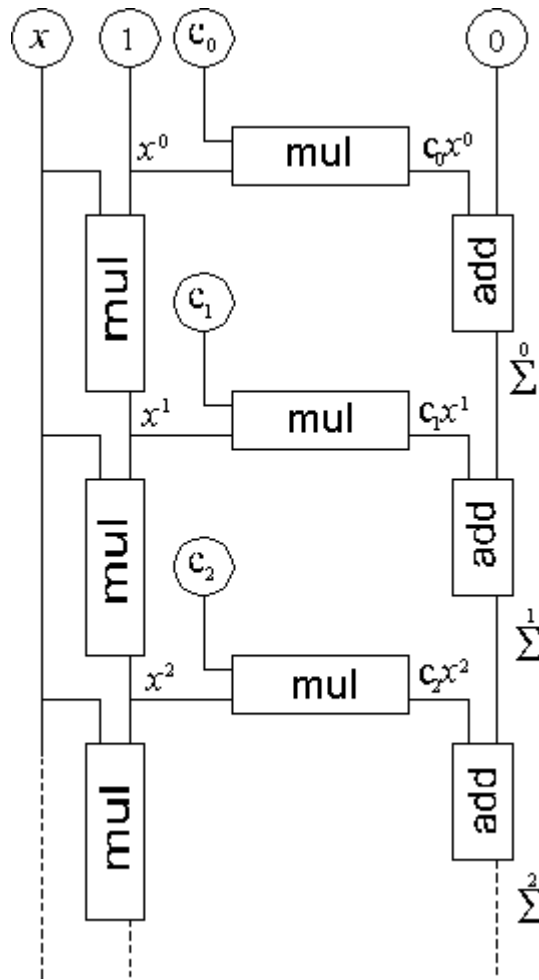 x 1 c₀ 0
x⁰ mul c₀x⁰
mul add
c₁ Σ⁰
x¹ mul c₁x¹
mul add
c₂ Σ¹
x² mul c₂x²
mul add
Σ²